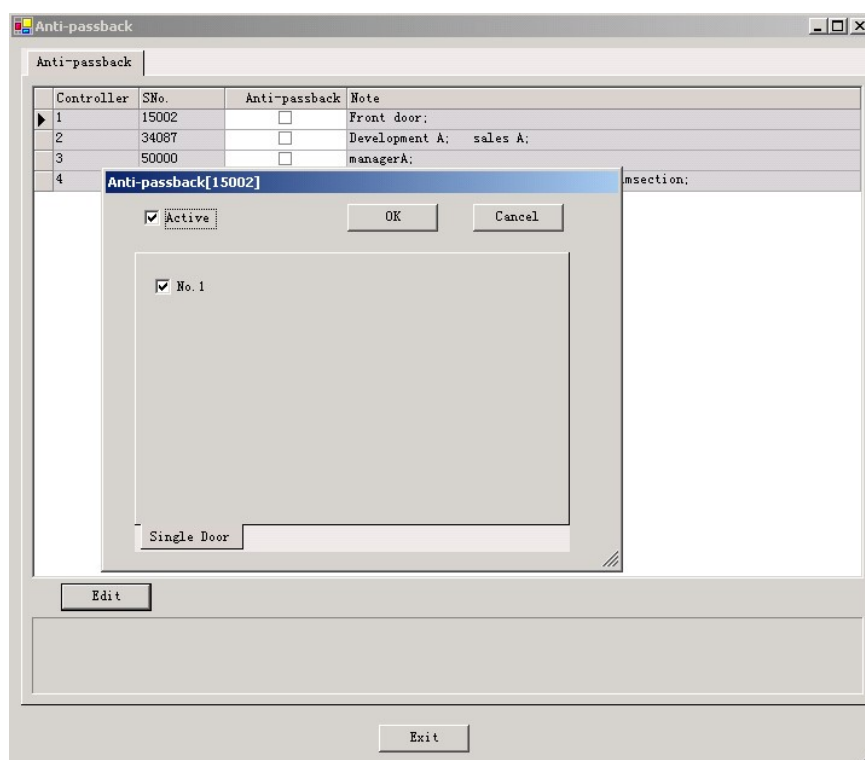 Anti-passback
Anti-passback
Controller SNo. Anti-passback Note
1 15002 Front door;
2 34087 Development A; sales A;
3 50000 managerA;
4 msection;
Anti-passback[15002]
Active OK Cancel
No.1
Single Door
Edit
Exit